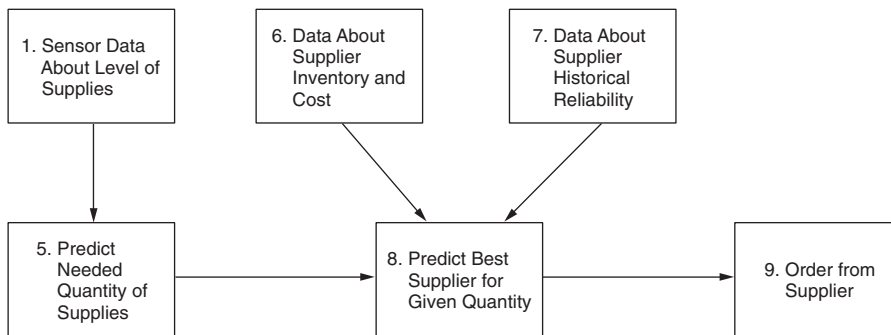 1. Sensor Data
About Level of
Supplies
6. Data About
Supplier
Inventory and
Cost
7. Data About
Supplier
Historical
Reliability
5. Predict
Needed
Quantity of
Supplies
8. Predict Best
Supplier for
Given Quantity
9. Order from
Supplier